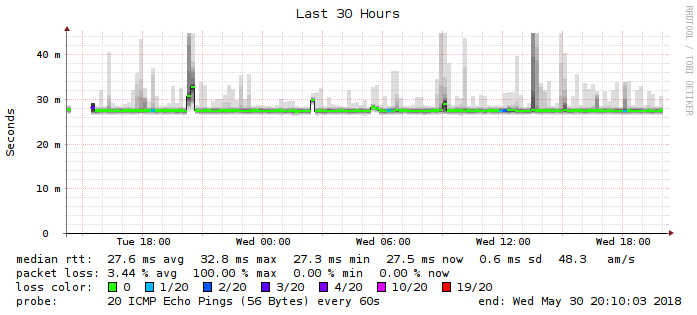 Last 30 Hours
RRDTOOL / TOBI OETIKER
Seconds
40 m
30 m
20 m
10 m
0
Tue 18:00 Wed 00:00 Wed 06:00 Wed 12:00 Wed 18:00
median rtt: 27.6 ms avg 32.8 ms max 27.3 ms min 27.5 ms now 0.6 ms sd 48.3 am/s
packet loss: 3.44 % avg 100.00 % max 0.00 % min 0.00 % now
loss color: 0 1/20 2/20 3/20 4/20 10/20 19/20
probe: 20 ICMP Echo Pings (56 Bytes) every 60s end: Wed May 30 20:10:03 2018